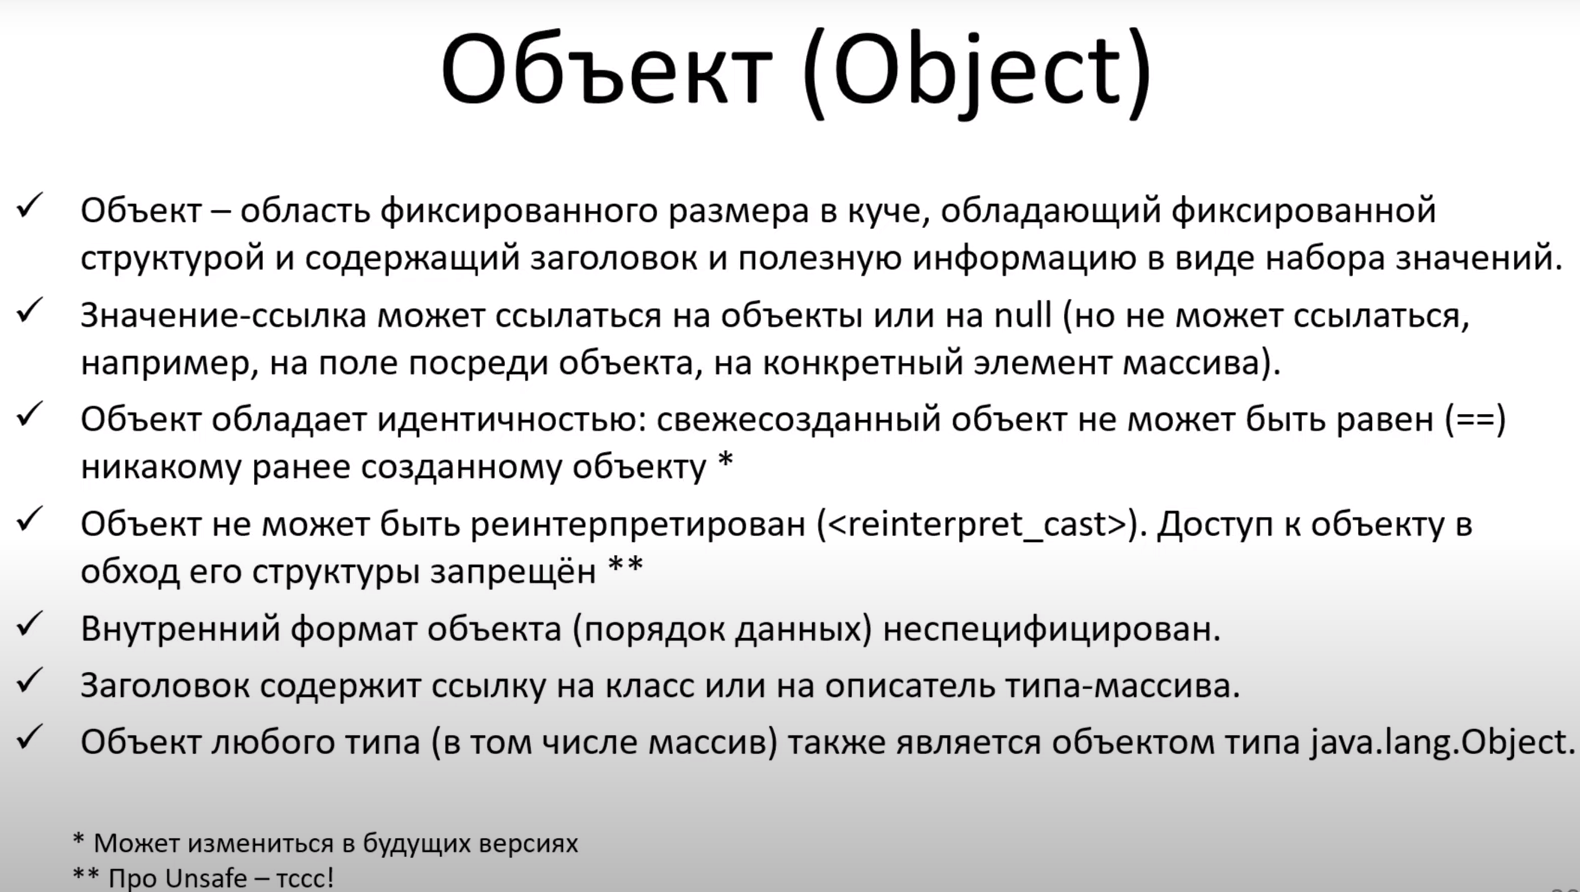 Объект (Object)
✓ Объект – область фиксированного размера в куче, обладающий фиксированной
структурой и содержащий заголовок и полезную информацию в виде набора значений.
✓ Значение-ссылка может ссылаться на объекты или на null (но не может ссылаться,
например, на поле посреди объекта, на конкретный элемент массива).
✓ Объект обладает идентичностью: свежесозданный объект не может быть равен (==)
никакому ранее созданному объекту *
✓ Объект не может быть реинтерпретирован (<reinterpret_cast>). Доступ к объекту в
обход его структуры запрещён **
✓ Внутренний формат объекта (порядок данных) неспецифицирован.
✓ Заголовок содержит ссылку на класс или на описатель типа-массива.
✓ Объект любого типа (в том числе массив) также является объектом типа java.lang.Object.
* Может измениться в будущих версиях
** Про Unsafe – тссс!